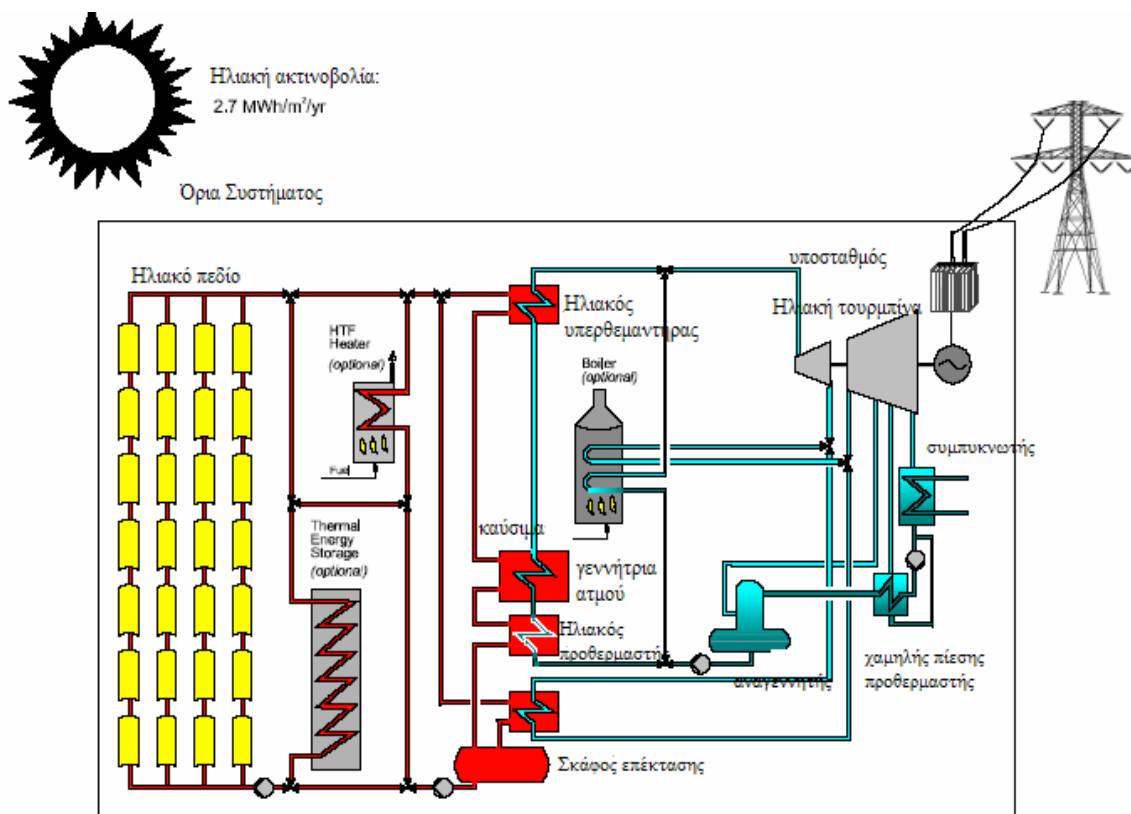 Ηλιακή ακτινοβολία:
2.7 MWh/m²/yr
Όρια Συστήματος
υποσταθμός
Ηλιακό πεδίο
Ηλιακός
υπερθεμαντήρας
Ηλιακή τουρμπίνα
HTF
Heater
(optional)
Boiler
(optional)
Fuel
συμπυκνωτής
Thermal
Energy
Storage
(optional)
καύσιμα
γεννήτρια
ατμού
Ηλιακός
προθερμαστής
χαμηλής πίεσης
προθερμαστής
αναγεννητής
Σκάφος επέκτασης